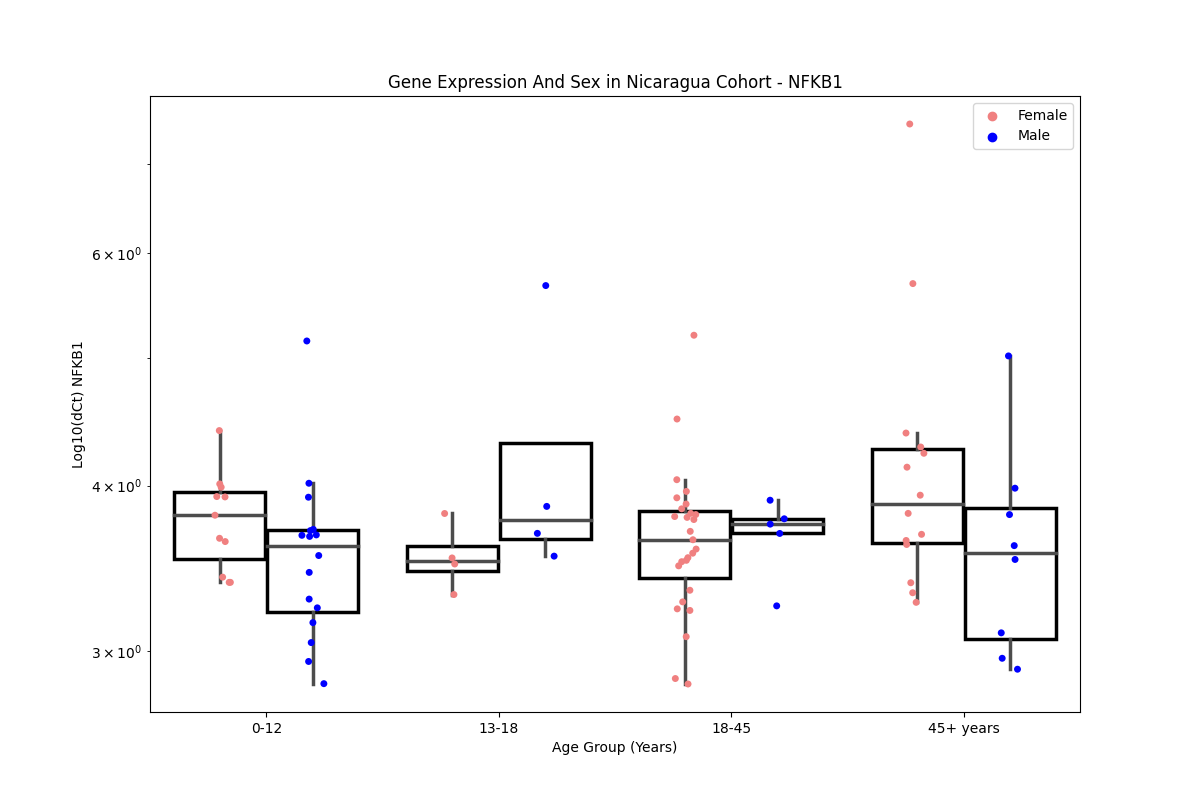 Gene Expression And Sex in Nicaragua Cohort - NFKB1
Female
Male
6 × 10⁰
4 × 10⁰
3 × 10⁰
Log10(dCt) NFKB1
0-12
13-18
18-45
45+ years
Age Group (Years)